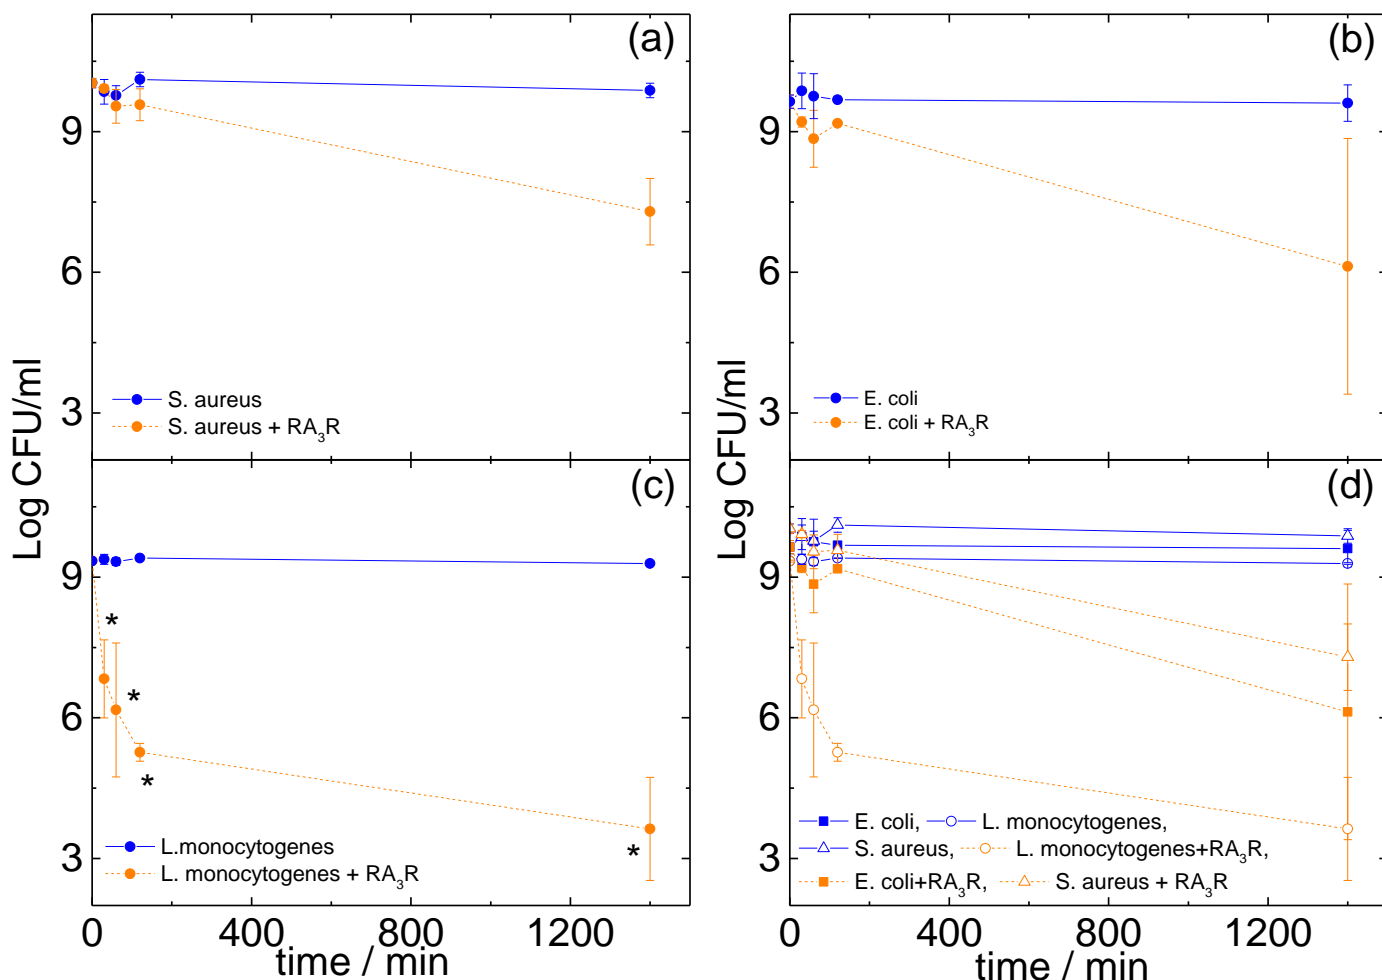 (a)
(b)
9
6
3
S. aureus
S. aureus + RA₃R
9
6
3
E. coli
E. coli + RA₃R
Log CFU/ml
Log CFU/ml
(c)
(d)
9
6
3
*
*
*
*
L.monocytogenes
L. monocytogenes + RA₃R
9
6
3
E. coli, L. monocytogenes,
S. aureus, L. monocytogenes+RA₃R,
E. coli+RA₃R, S. aureus + RA₃R
0 400 800 1200
0 400 800 1200
time / min
time / min